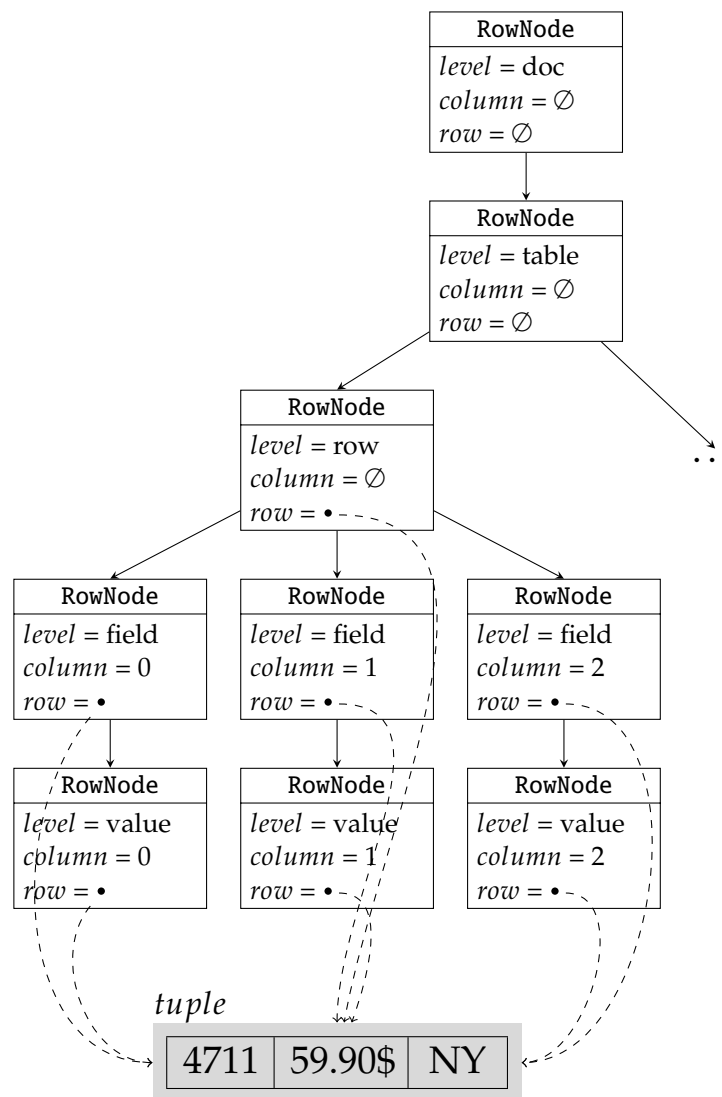 RowNode
level = doc
column = ∅
row = ∅
RowNode
level = table
column = ∅
row = ∅
RowNode
level = row
column = ∅
row = •
. .
RowNode
level = field
column = 0
row = •
RowNode
level = field
column = 1
row = •
RowNode
level = field
column = 2
row = •
RowNode
level = value
column = 0
row = •
RowNode
level = value
column = 1
row = •
RowNode
level = value
column = 2
row = •
tuple
4711 59.90$ NY